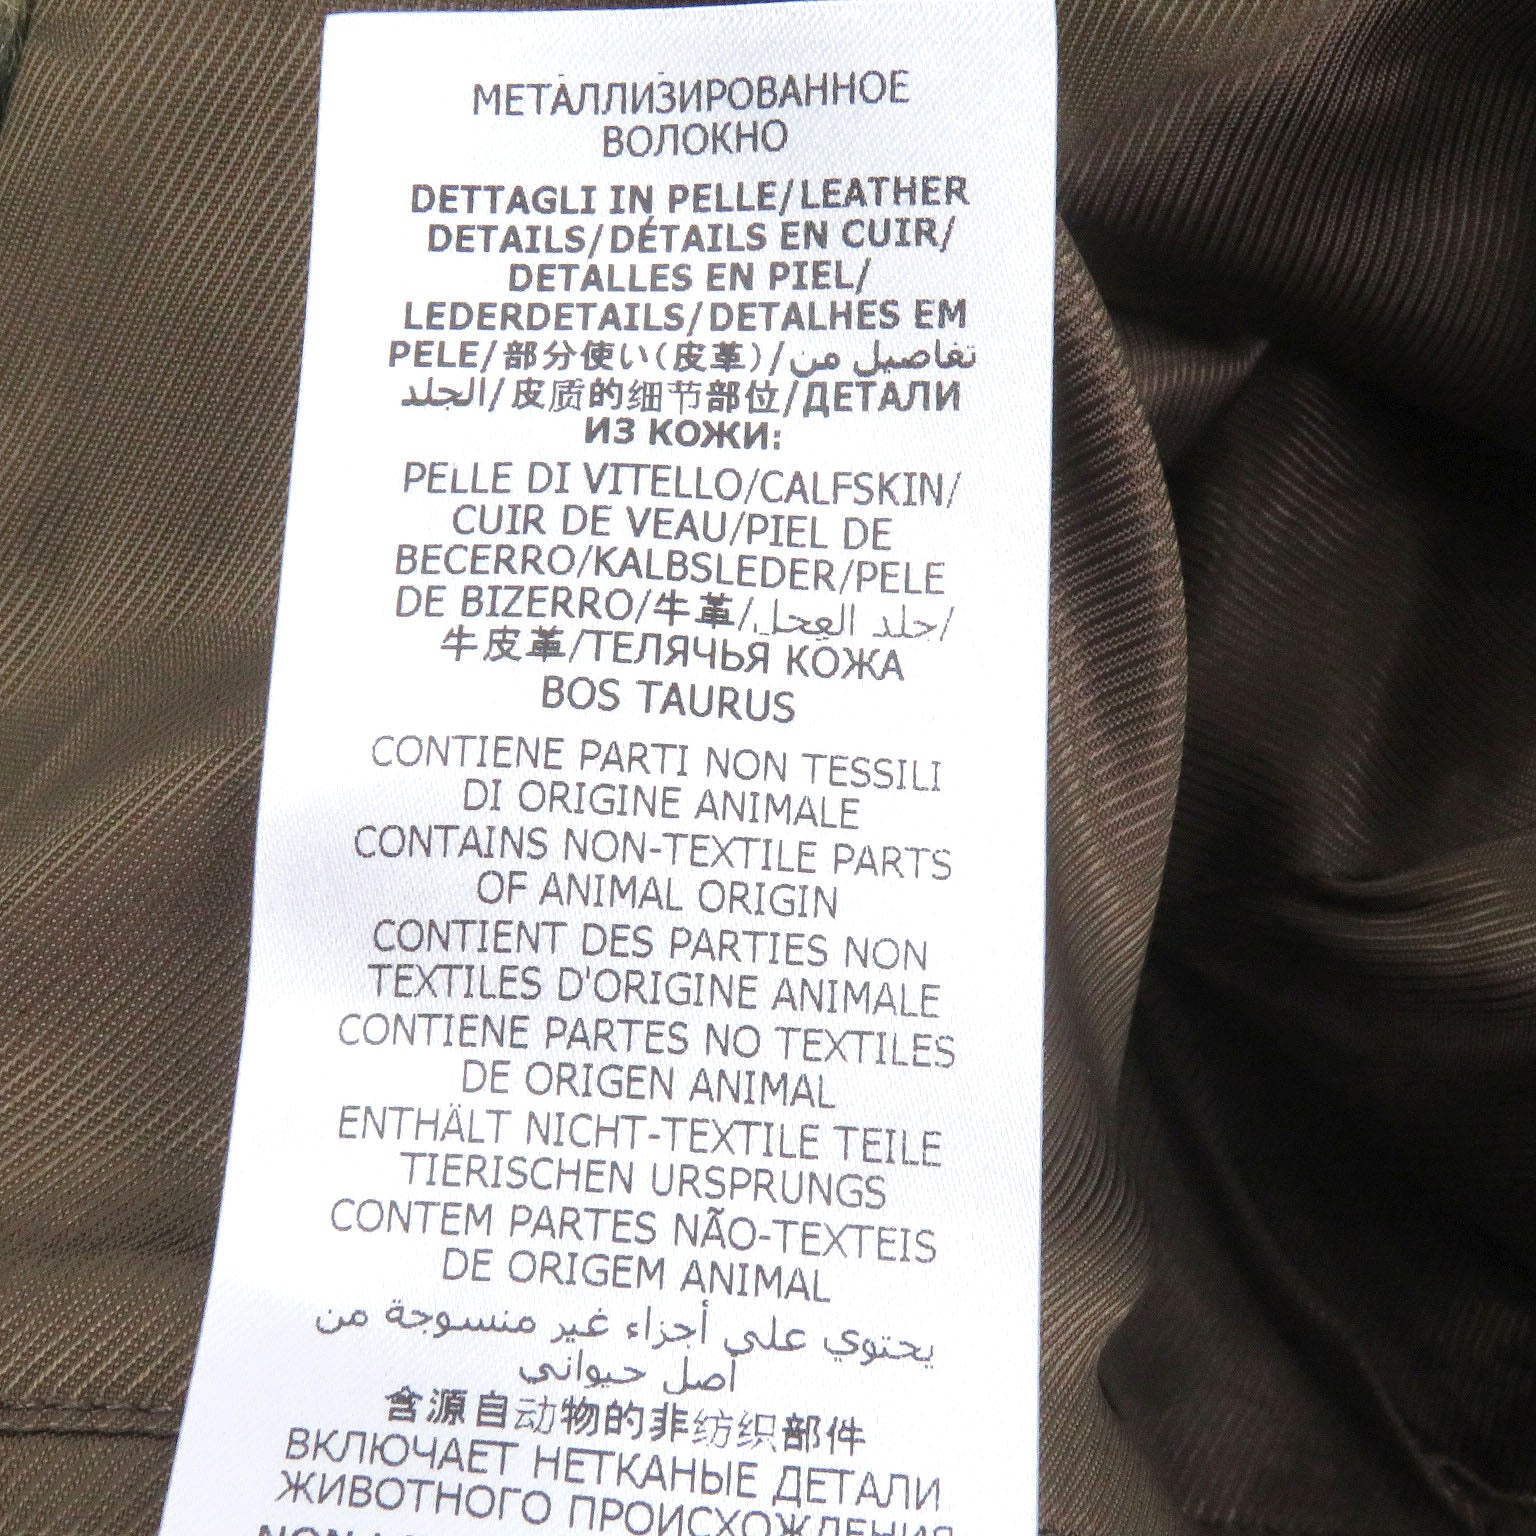 МЕТАЛЛИЗИРОВАННОЕ
ВОЛОКНО
DETTAGLI IN PELLE/LEATHER
DETAILS/DÉTAILS EN CUIR/
DETALLES EN PIEL/
LEDERDETAILS/DETALHES EM
PELE/部分使い(皮革)/تفاصيل من
الجلد/皮质的细节部位/ДЕТАЛИ
ИЗ КОЖИ:
PELLE DI VITELLO/CALFSKIN/
CUIR DE VEAU/PIEL DE
BECERRO/KALBSLEDER/PELE
DE BIZERRO/牛革/جلد العجل/
牛皮革/ТЕЛЯЧЬЯ КОЖА
BOS TAURUS
CONTIENE PARTI NON TESSILI
DI ORIGINE ANIMALE
CONTAINS NON-TEXTILE PARTS
OF ANIMAL ORIGIN
CONTIENT DES PARTIES NON
TEXTILES D'ORIGINE ANIMALE
CONTIENE PARTES NO TEXTILES
DE ORIGEN ANIMAL
ENTHÄLT NICHT-TEXTILE TEILE
TIERISCHEN URSPRUNGS
CONTEM PARTES NÃO-TEXTEIS
DE ORIGEM ANIMAL
يحتوي على أجزاء غير منسوجة من
أصل حيواني
含源自动物的非纺织部件
ВКЛЮЧАЕТ НЕТКАНЫЕ ДЕТАЛИ
ЖИВОТНОГО ПРОИСХОЖДЕНИЯ